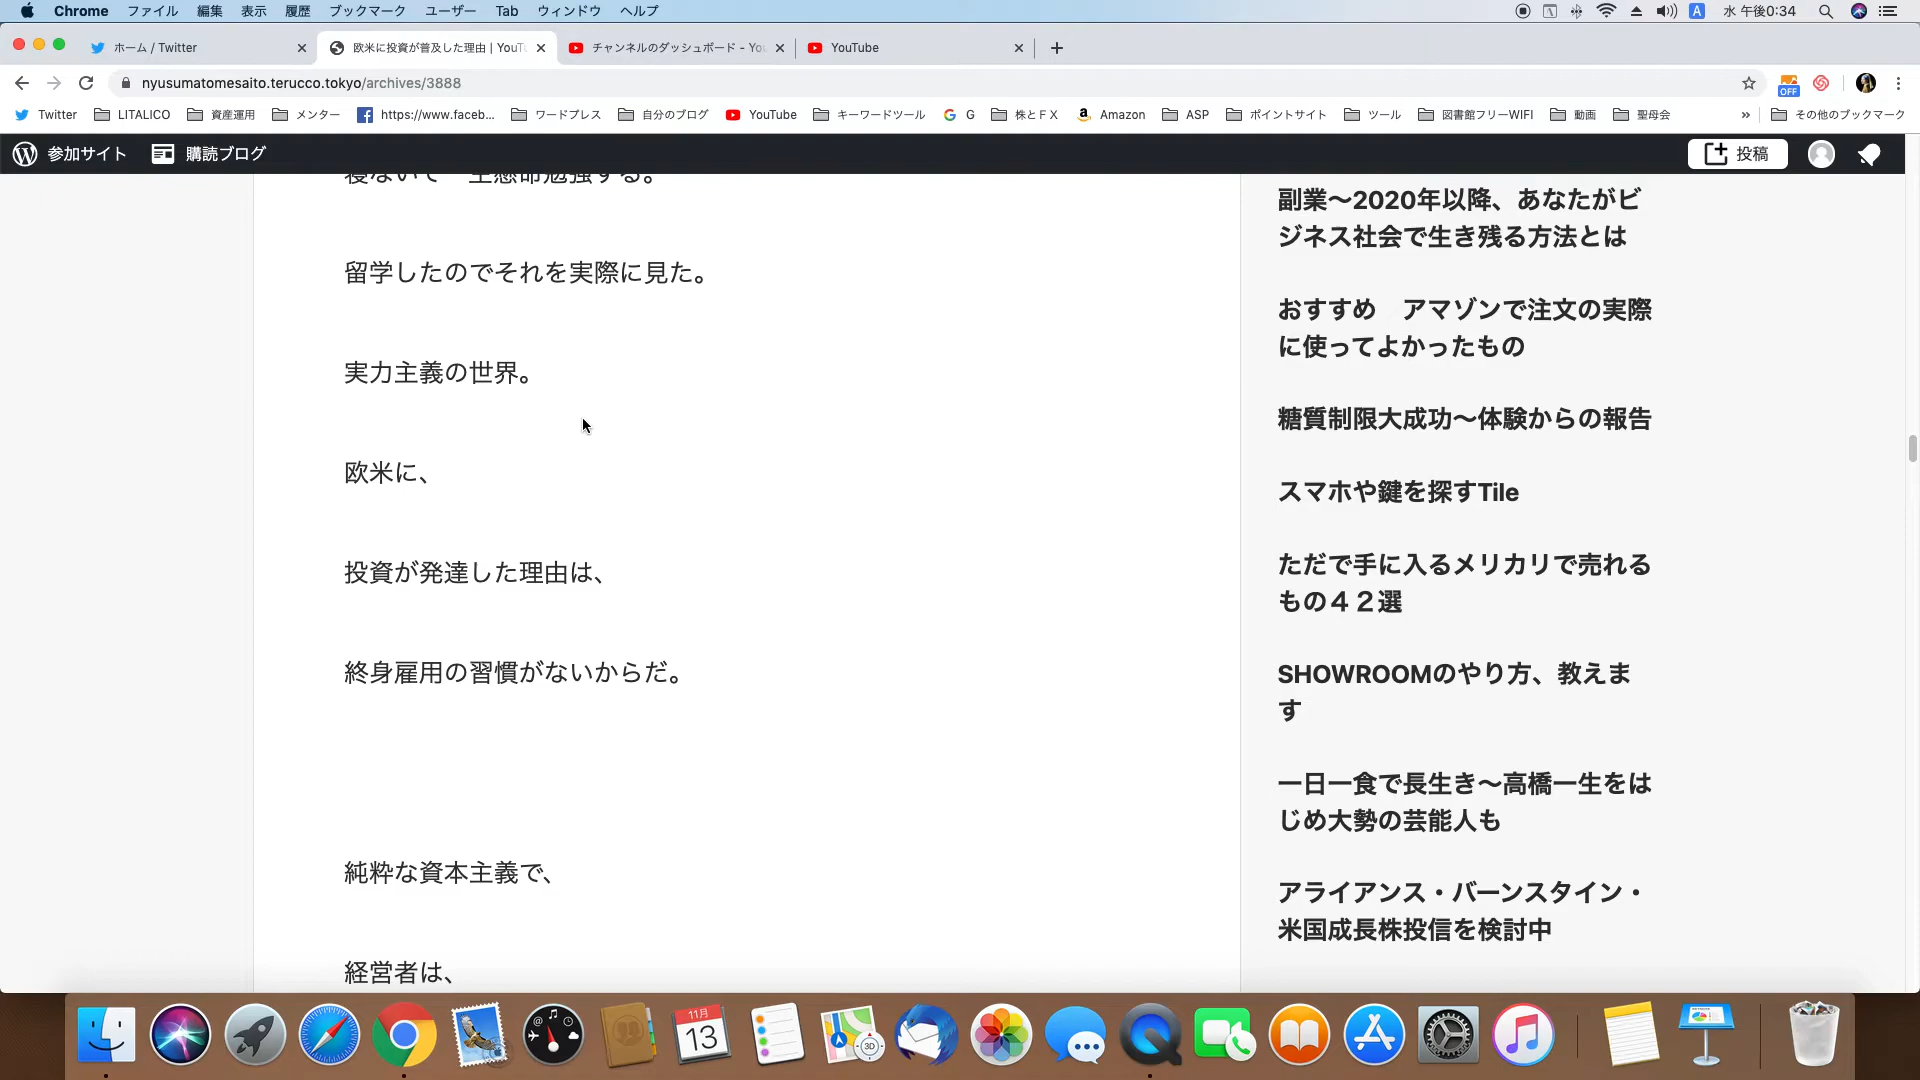 Chrome ファイル 編集 表示 履歴 ブックマーク ユーザー Tab ウィンドウ ヘルプ
A 水 午後0:34
ホーム / Twitter
欧米に投資が普及した理由 | YouTu
チャンネルのダッシュボード - You
YouTube
nyusumatomesaito.terucco.tokyo/archives/3888
OFF
Twitter LITALICO 資産運用 メンター https://www.faceb... ワードプレス 自分のブログ YouTube キーワードツール G 株とＦＸ Amazon ASP ポイントサイト ツール 図書館フリーWIFI 動画 聖母会 » その他のブックマーク
参加サイト 購読ブログ 投稿
寝ないで一生懸命勉強する。
留学したのでそれを実際に見た。
実力主義の世界。
欧米に、
投資が発達した理由は、
終身雇用の習慣がないからだ。
純粋な資本主義で、
経営者は、
副業〜2020年以降、あなたがビ
ジネス社会で生き残る方法とは
おすすめ　アマゾンで注文の実際
に使ってよかったもの
糖質制限大成功〜体験からの報告
スマホや鍵を探すTile
ただで手に入るメリカリで売れる
もの４２選
SHOWROOMのやり方、教えま
す
一日一食で長生き〜高橋一生をは
じめ大勢の芸能人も
アライアンス・バーンスタイン・
米国成長株投信を検討中
11月
13
3D